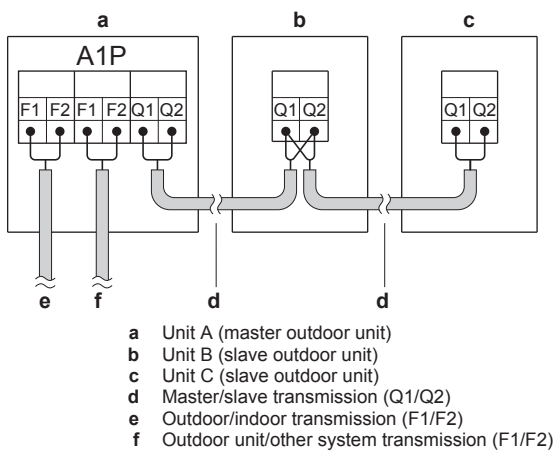 a b c
A1P
F1 F2 F1 F2 Q1 Q2 Q1 Q2 Q1 Q2
d d
e f
a Unit A (master outdoor unit)
b Unit B (slave outdoor unit)
c Unit C (slave outdoor unit)
d Master/slave transmission (Q1/Q2)
e Outdoor/indoor transmission (F1/F2)
f Outdoor unit/other system transmission (F1/F2)